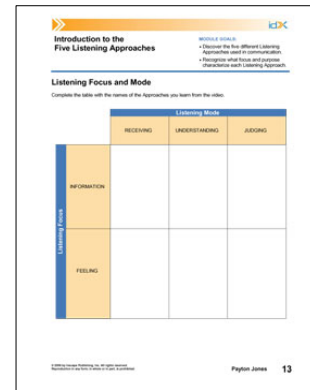 idX
Introduction to the
Five Listening Approaches
MODULE GOALS:
• Discover the five different Listening
Approaches used in communication.
• Recognize what focus and purpose
characterize each Listening Approach.
Listening Focus and Mode
Complete the table with the names of the Approaches you learn from the video.
Listening Mode
RECEIVING UNDERSTANDING JUDGING
Listening Focus
INFORMATION
FEELING
Payton Jones 13